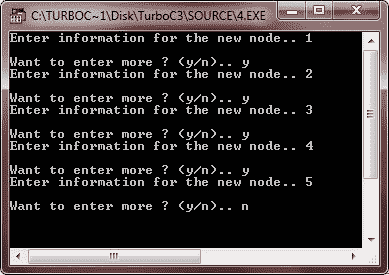 C:\TURBOC~1\Disk\TurboC3\SOURCE\4.EXE
Enter information for the new node.. 1
Want to enter more ? (y/n).. y
Enter information for the new node.. 2
Want to enter more ? (y/n).. y
Enter information for the new node.. 3
Want to enter more ? (y/n).. y
Enter information for the new node.. 4
Want to enter more ? (y/n).. y
Enter information for the new node.. 5
Want to enter more ? (y/n).. n